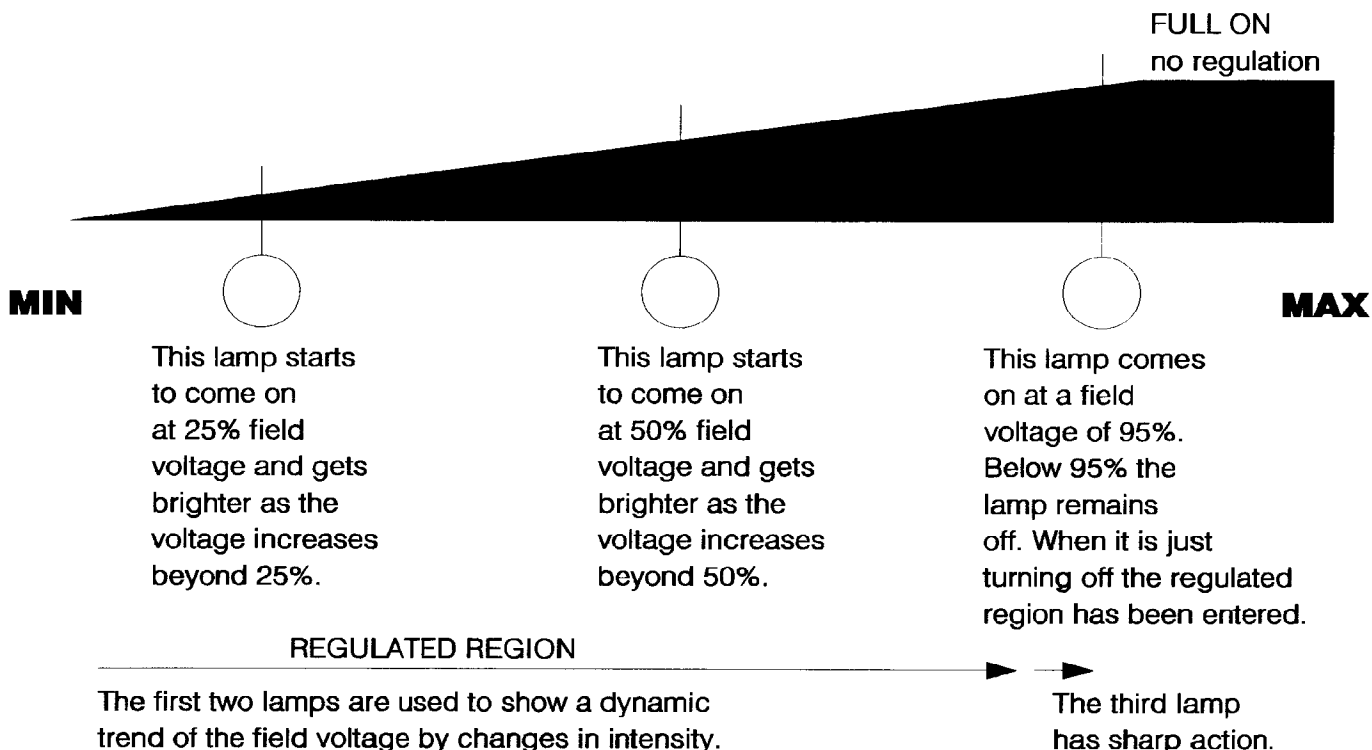 FULL ON
no regulation
MIN
MAX
This lamp starts
to come on
at 25% field
voltage and gets
brighter as the
voltage increases
beyond 25%.
This lamp starts
to come on
at 50% field
voltage and gets
brighter as the
voltage increases
beyond 50%.
This lamp comes
on at a field
voltage of 95%.
Below 95% the
lamp remains
off. When it is just
turning off the regulated
region has been entered.
REGULATED REGION
The first two lamps are used to show a dynamic
trend of the field voltage by changes in intensity.
The third lamp
has sharp action.